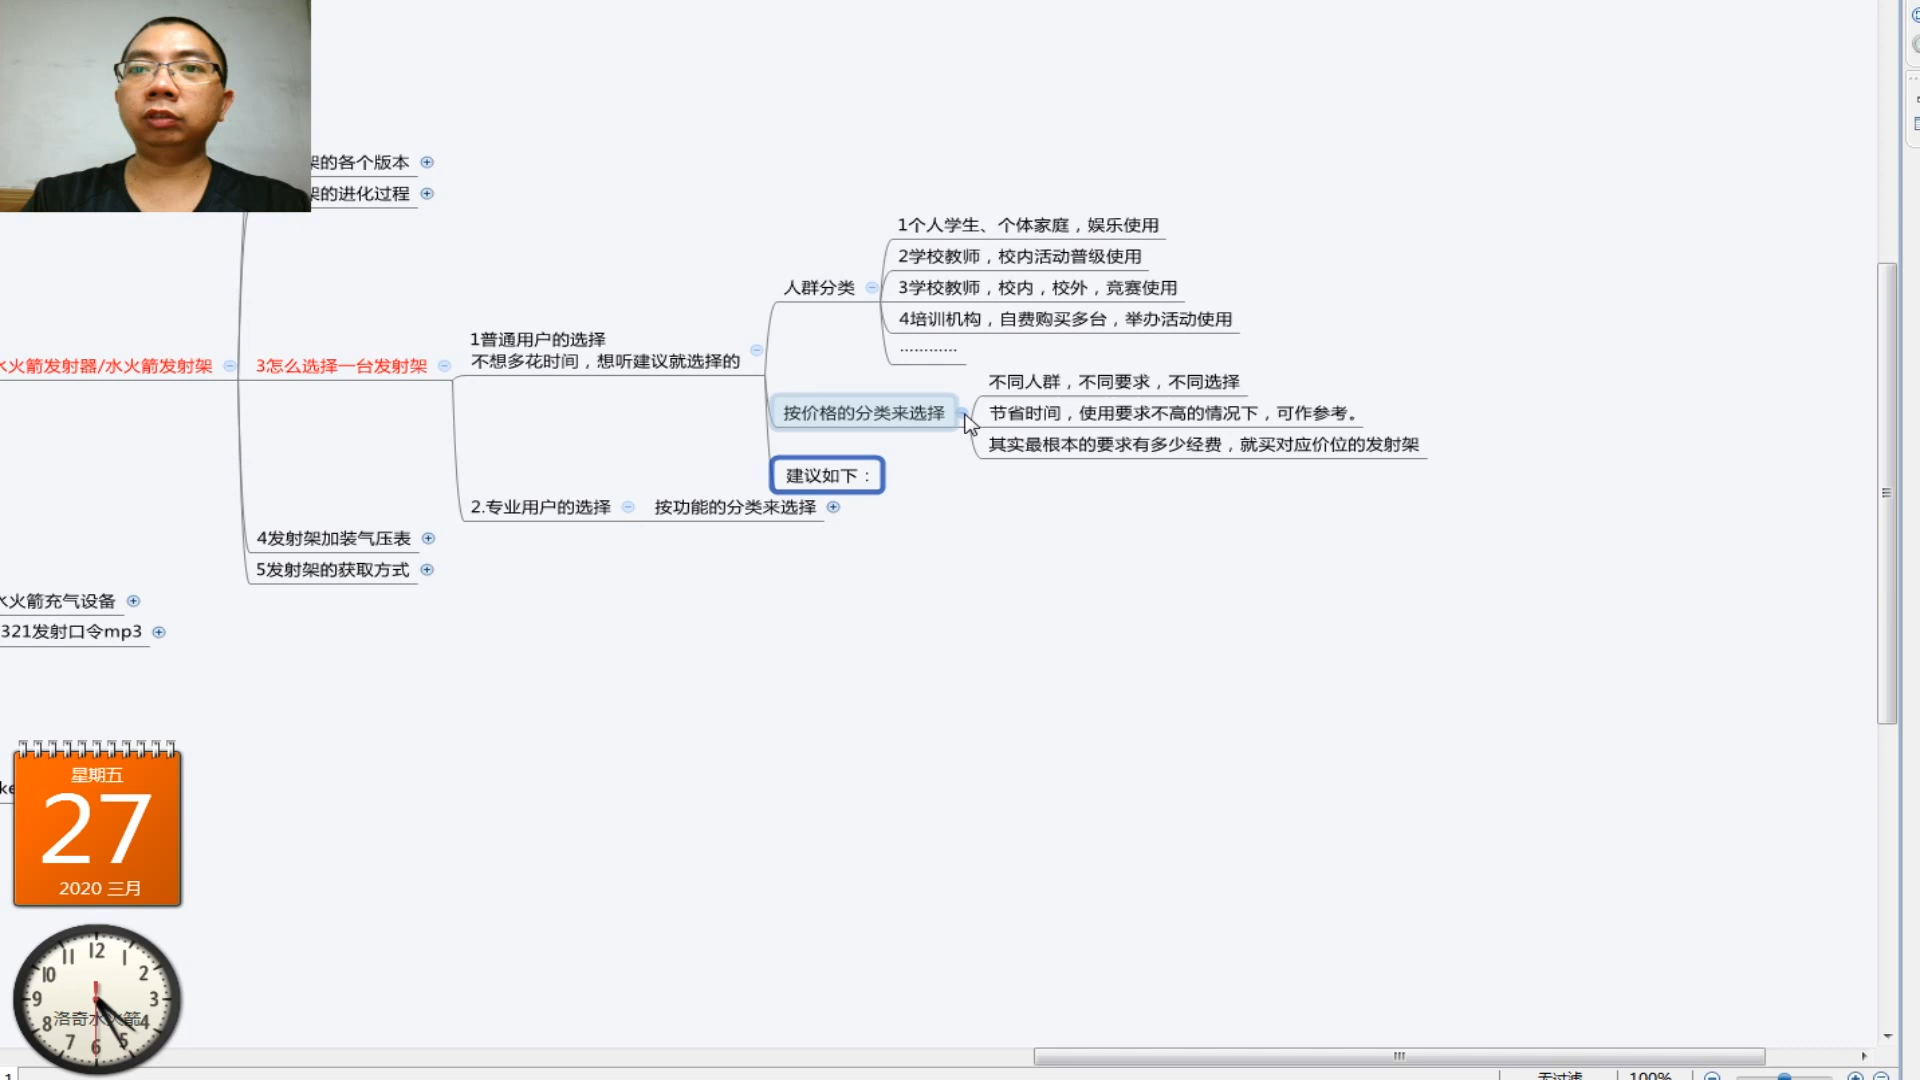 架的各个版本
架的进化过程
水火箭发射器/水火箭发射架
3怎么选择一台发射架
1普通用户的选择
不想多花时间，想听建议就选择的
人群分类
1个人学生、个体家庭，娱乐使用
2学校教师，校内活动普级使用
3学校教师，校内，校外，竞赛使用
4培训机构，自费购买多台，举办活动使用
…………
按价格的分类来选择
不同人群，不同要求，不同选择
节省时间，使用要求不高的情况下，可作参考。
其实最根本的要求有多少经费，就买对应价位的发射架
建议如下：
2.专业用户的选择
按功能的分类来选择
4发射架加装气压表
5发射架的获取方式
水火箭充气设备
321发射口令mp3
ke
星期五
27
2020 三月
12
1
2
3
4
5
6
7
8
9
10
11
洛奇水火箭
1
无过滤
100%